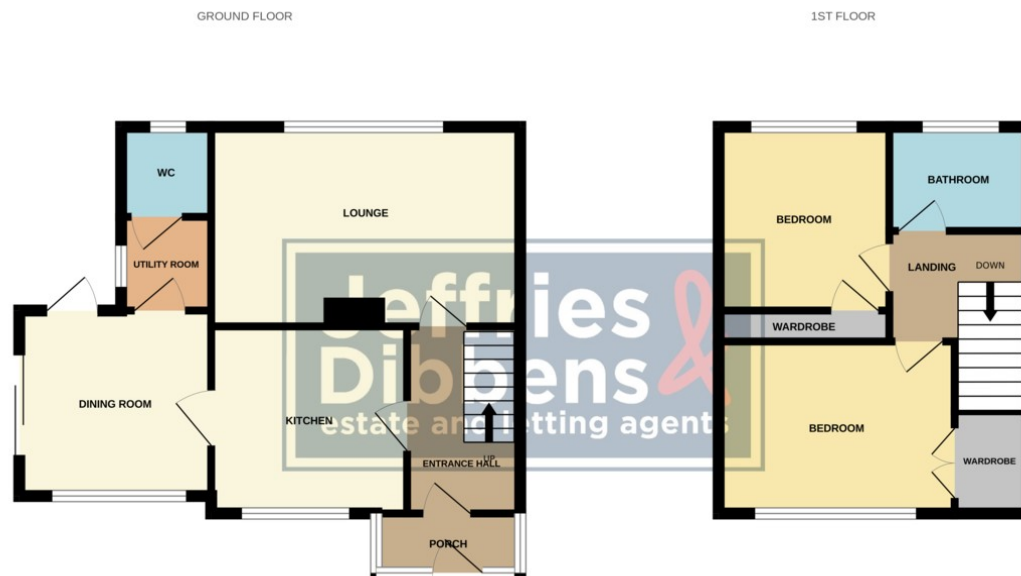 GROUND FLOOR
1ST FLOOR
WC
UTILITY ROOM
LOUNGE
DINING ROOM
KITCHEN
UP
ENTRANCE HALL
PORCH
BEDROOM
BATHROOM
LANDING
DOWN
WARDROBE
BEDROOM
WARDROBE
Jeffries
& Dibbens
estate and letting agents